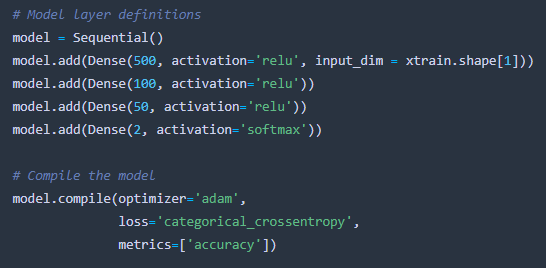 # Model layer definitions
model = Sequential()
model.add(Dense(500, activation='relu', input_dim = xtrain.shape[1]))
model.add(Dense(100, activation='relu'))
model.add(Dense(50, activation='relu'))
model.add(Dense(2, activation='softmax'))

# Compile the model
model.compile(optimizer='adam',
              loss='categorical_crossentropy',
              metrics=['accuracy'])